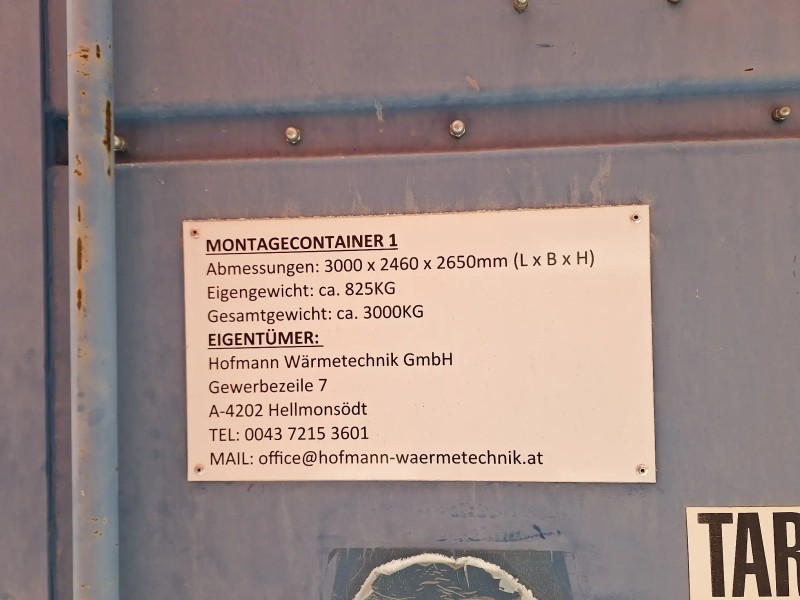 MONTAGECONTAINER 1
Abmessungen: 3000 x 2460 x 2650mm (L x B x H)
Eigengewicht: ca. 825KG
Gesamtgewicht: ca. 3000KG
EIGENTÜMER:
Hofmann Wärmetechnik GmbH
Gewerbezeile 7
A-4202 Hellmonsödt
TEL: 0043 7215 3601
MAIL: office@hofmann-waermetechnik.at
TAR